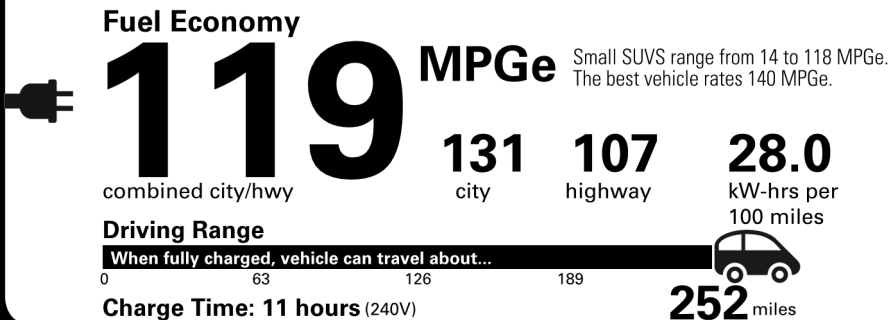 Fuel Economy
119 MPGe
Small SUVS range from 14 to 118 MPGe.
The best vehicle rates 140 MPGe.
combined city/hwy
131 city
107 highway
28.0 kW-hrs per
100 miles
Driving Range
When fully charged, vehicle can travel about...
0 63 126 189 252 miles
Charge Time: 11 hours (240V)